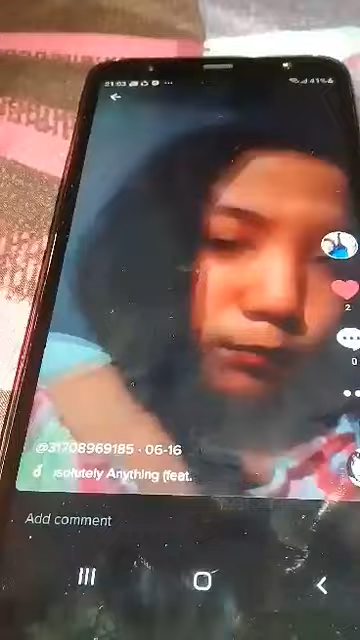 21:03
41%
2
0
@31708969185 · 06-16
solutely Anything (feat.
Add comment